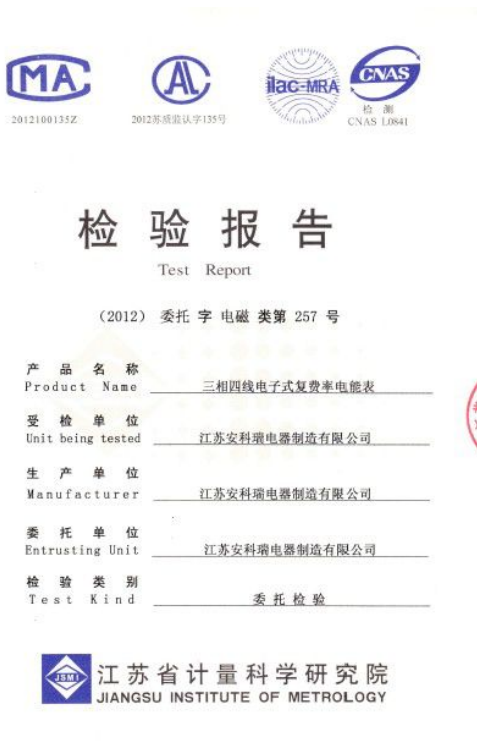 MA
AL
ilac-MRA
CNAS
2012100135Z
2012苏质监认字135号
检 测
CNAS L0841
检 验 报 告
Test Report
(2012) 委托 字 电磁 类第 257 号
产 品 名 称
Product Name 三相四线电子式复费率电能表
受 检 单 位
Unit being tested 江苏安科瑞电器制造有限公司
生 产 单 位
Manufacturer 江苏安科瑞电器制造有限公司
委 托 单 位
Entrusting Unit 江苏安科瑞电器制造有限公司
检 验 类 别
Test Kind 委 托 检 验
JSMI
江 苏 省 计 量 科 学 研 究 院
JIANGSU INSTITUTE OF METROLOGY